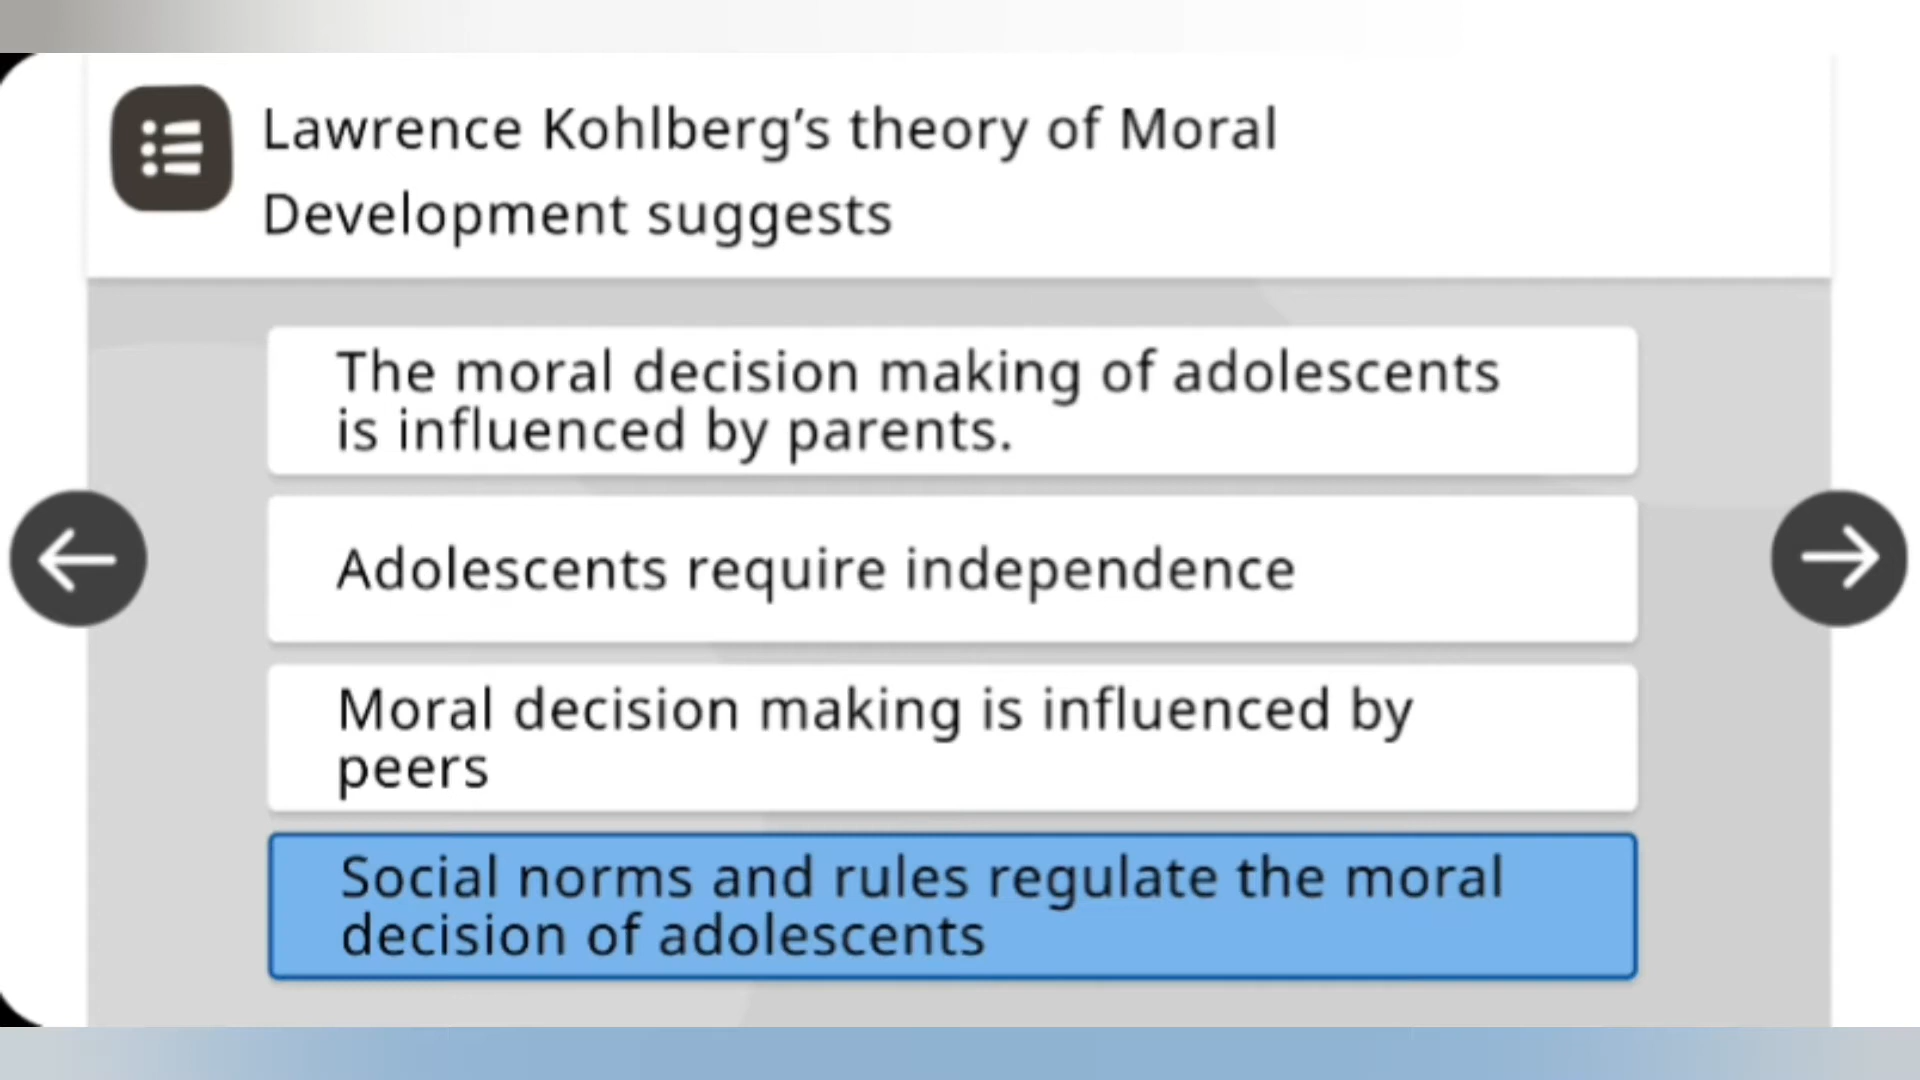 Lawrence Kohlberg’s theory of Moral
Development suggests
The moral decision making of adolescents
is influenced by parents.
Adolescents require independence
Moral decision making is influenced by
peers
Social norms and rules regulate the moral
decision of adolescents